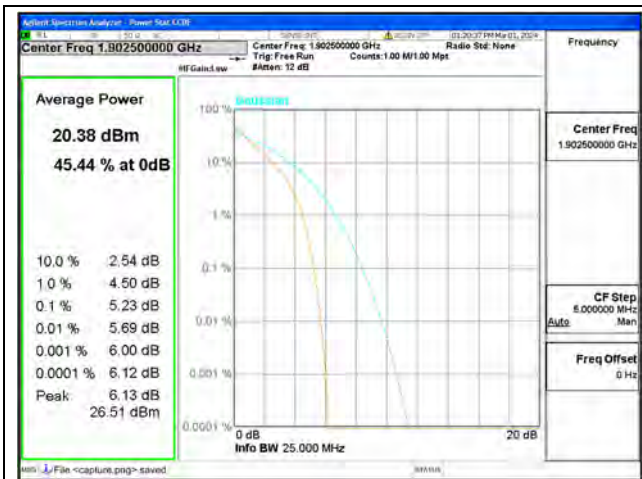 Agilent Spectrum Analyzer - Power Stat CCDF
Center Freq 1.902500000 GHz
Center Freq: 1.902500000 GHz
Trig: Free Run
Counts:1.00 M/1.00 Mpt
#IFGain:Low
#Atten: 12 dB
01:20:37 PM Mar 01, 2024
Radio Std: None
Frequency
Average Power
20.38 dBm
45.44 % at 0dB
10.0 % 2.54 dB
1.0 % 4.50 dB
0.1 % 5.23 dB
0.01 % 5.69 dB
0.001 % 6.00 dB
0.0001 % 6.12 dB
Peak 6.13 dB
26.51 dBm
Gaussian
100 %
10 %
1 %
0.1 %
0.01 %
0.001 %
0.0001 %
0 dB
20 dB
Info BW 25.000 MHz
Center Freq
1.902500000 GHz
CF Step
5.000000 MHz
Auto Man
Freq Offset
0 Hz
MSG File <capture.png> saved
STATUS